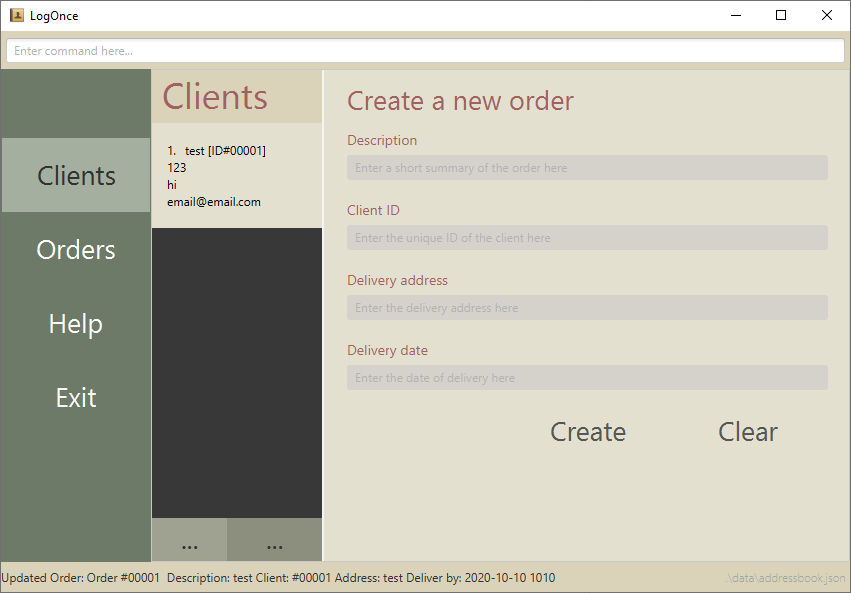 LogOnce
Enter command here...
Clients
Orders
Help
Exit
Clients
1. test [ID#00001]
123
hi
email@email.com
... ...
Create a new order
Description
Enter a short summary of the order here
Client ID
Enter the unique ID of the client here
Delivery address
Enter the delivery address here
Delivery date
Enter the date of delivery here
Create Clear
Updated Order: Order #00001 Description: test Client: #00001 Address: test Deliver by: 2020-10-10 1010
.\data\addressbook.json